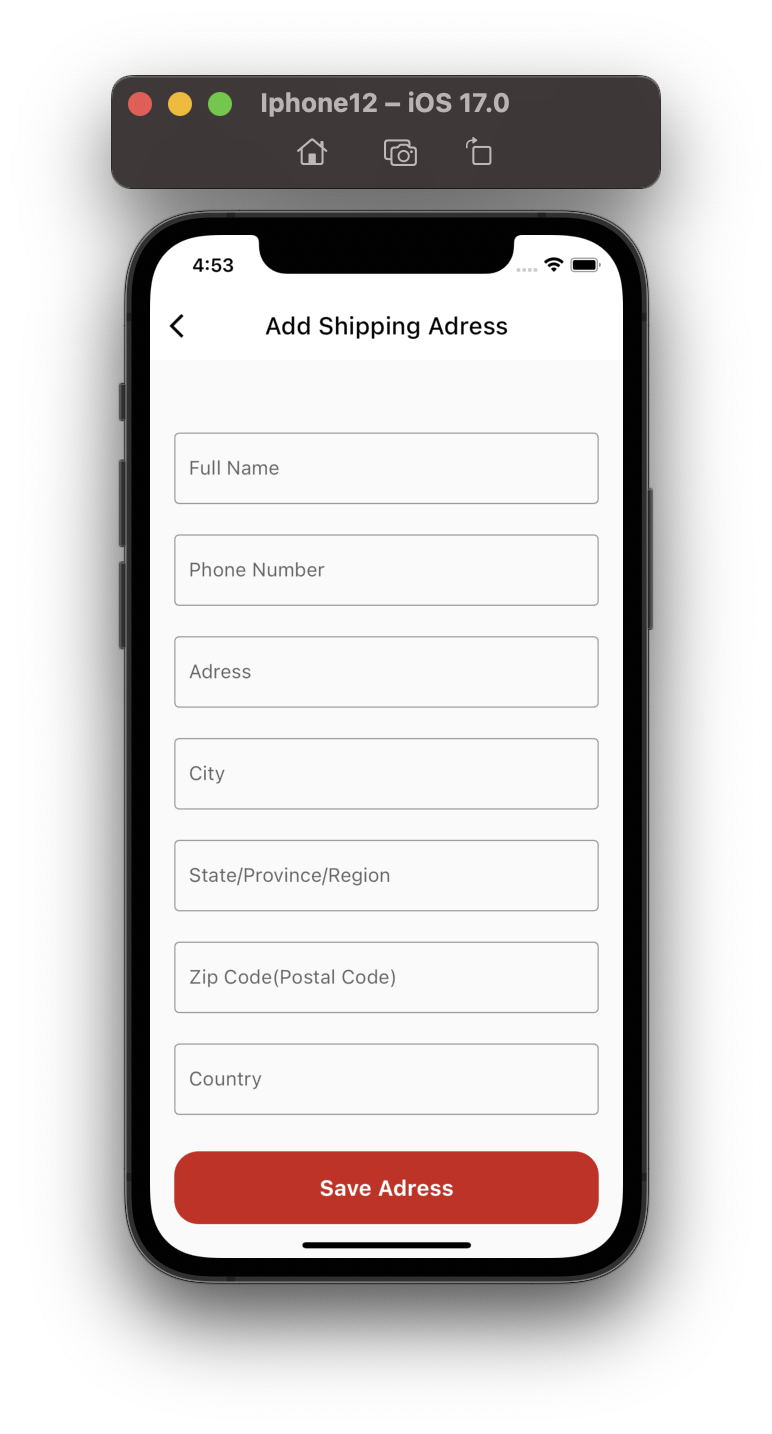 Iphone12 – iOS 17.0
4:53
Add Shipping Adress
Full Name
Phone Number
Adress
City
State/Province/Region
Zip Code(Postal Code)
Country
Save Adress